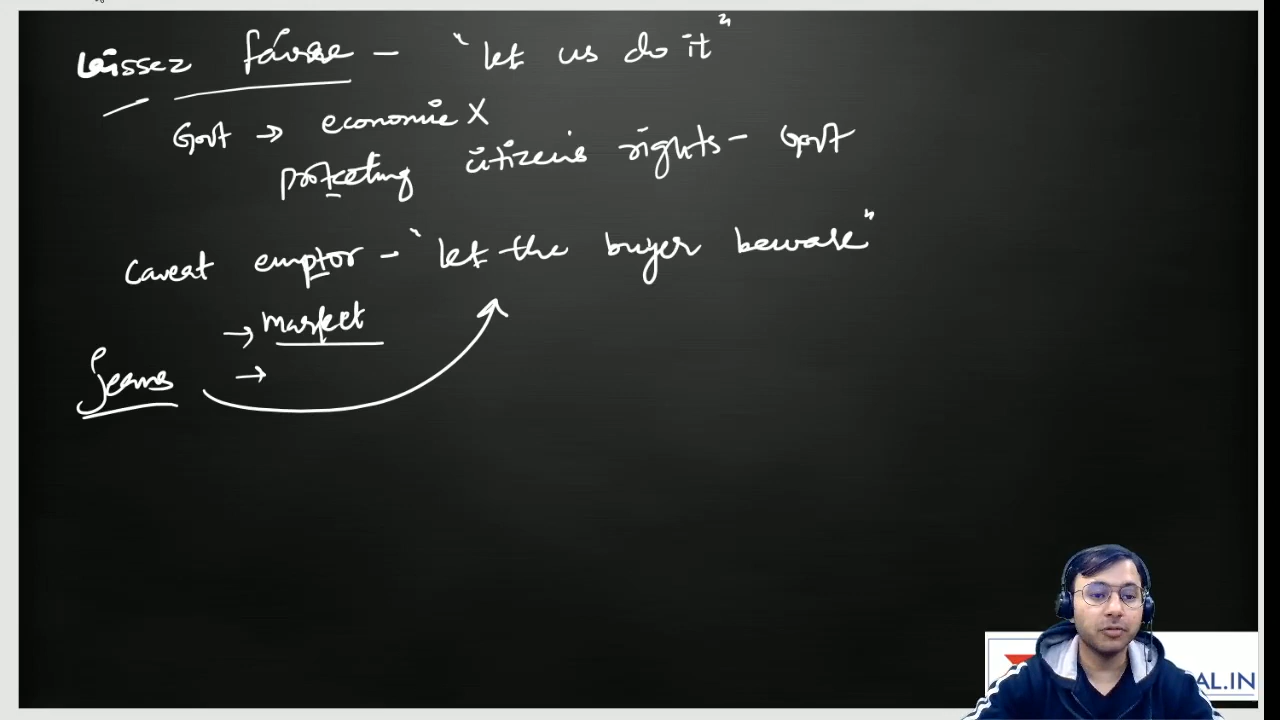 Laissez faire - "let us do it"
Govt → economic X
protecting citizens rights - Govt
caveat emptor - "let the buyer beware"
→ market
Jeans →
AL.IN